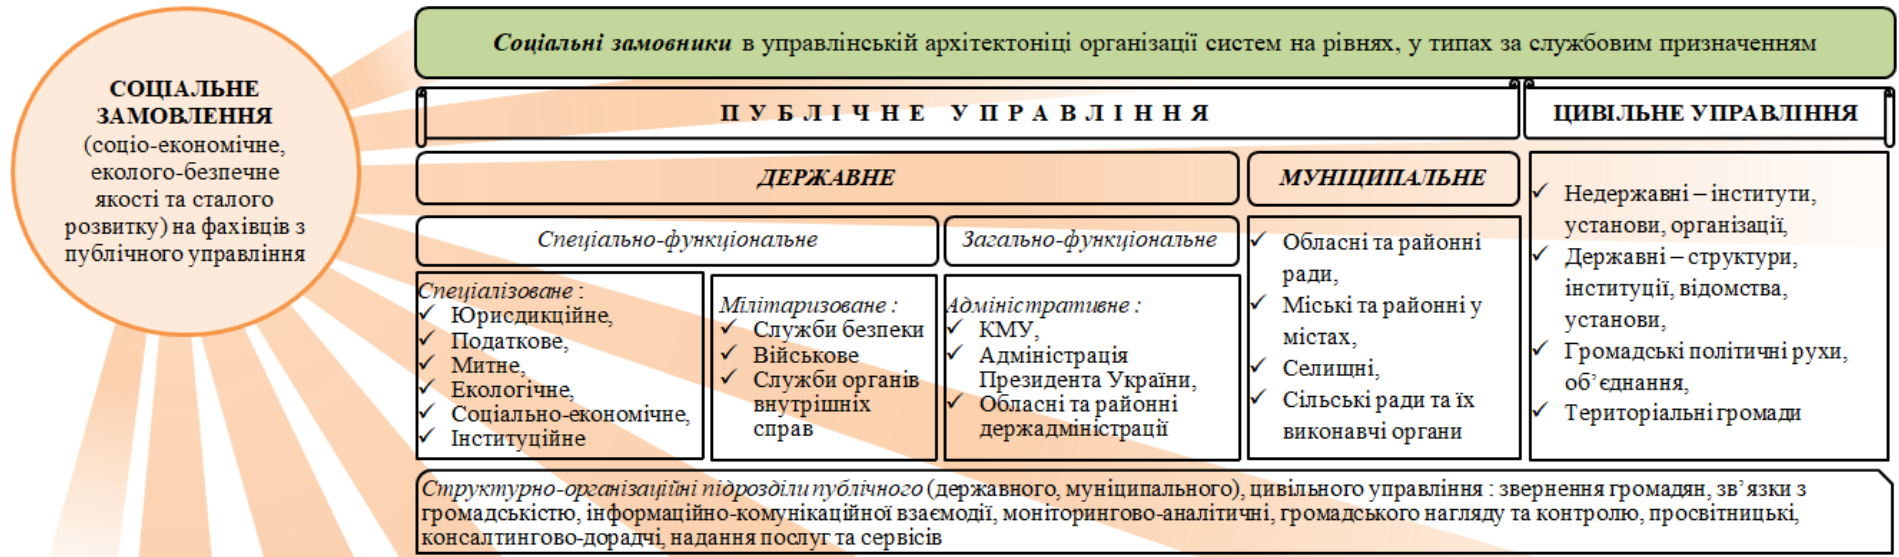 СОЦІАЛЬНЕ
ЗАМОВЛЕННЯ
(соціо-економічне,
еколого-безпечне
якості та сталого
розвитку) на фахівців з
публічного управління
Соціальні замовники в управлінській архітектоніці організації систем на рівнях, у типах за службовим призначенням
ПУБЛІЧНЕ УПРАВЛІННЯ
ЦИВІЛЬНЕ УПРАВЛІННЯ
ДЕРЖАВНЕ
МУНІЦИПАЛЬНЕ
Спеціально-функціональне
Загально-функціональне
Спеціалізоване :
✓ Юрисдикційне,
✓ Податкове,
✓ Митне,
✓ Екологічне,
✓ Соціально-економічне,
✓ Інституційне
Мілітаризоване :
✓ Служби безпеки
✓ Військове
✓ Служби органів
внутрішніх
справ
Адміністративне :
✓ КМУ,
✓ Адміністрація
Президента України,
✓ Обласні та районні
держадміністрації
✓ Обласні та районні
ради,
✓ Міські та районні у
містах,
✓ Селищні,
✓ Сільські ради та їх
виконавчі органи
✓ Недержавні – інститути,
установи, організації,
✓ Державні – структури,
інституції, відомства,
установи,
✓ Громадські політичні рухи,
об’єднання,
✓ Територіальні громади
Структурно-організаційні підрозділи публічного (державного, муніципального), цивільного управління : звернення громадян, зв’язки з
громадськістю, інформаційно-комунікаційної взаємодії, моніторингово-аналітичні, громадського нагляду та контролю, просвітницькі,
консалтингово-дорадчі, надання послуг та сервісів